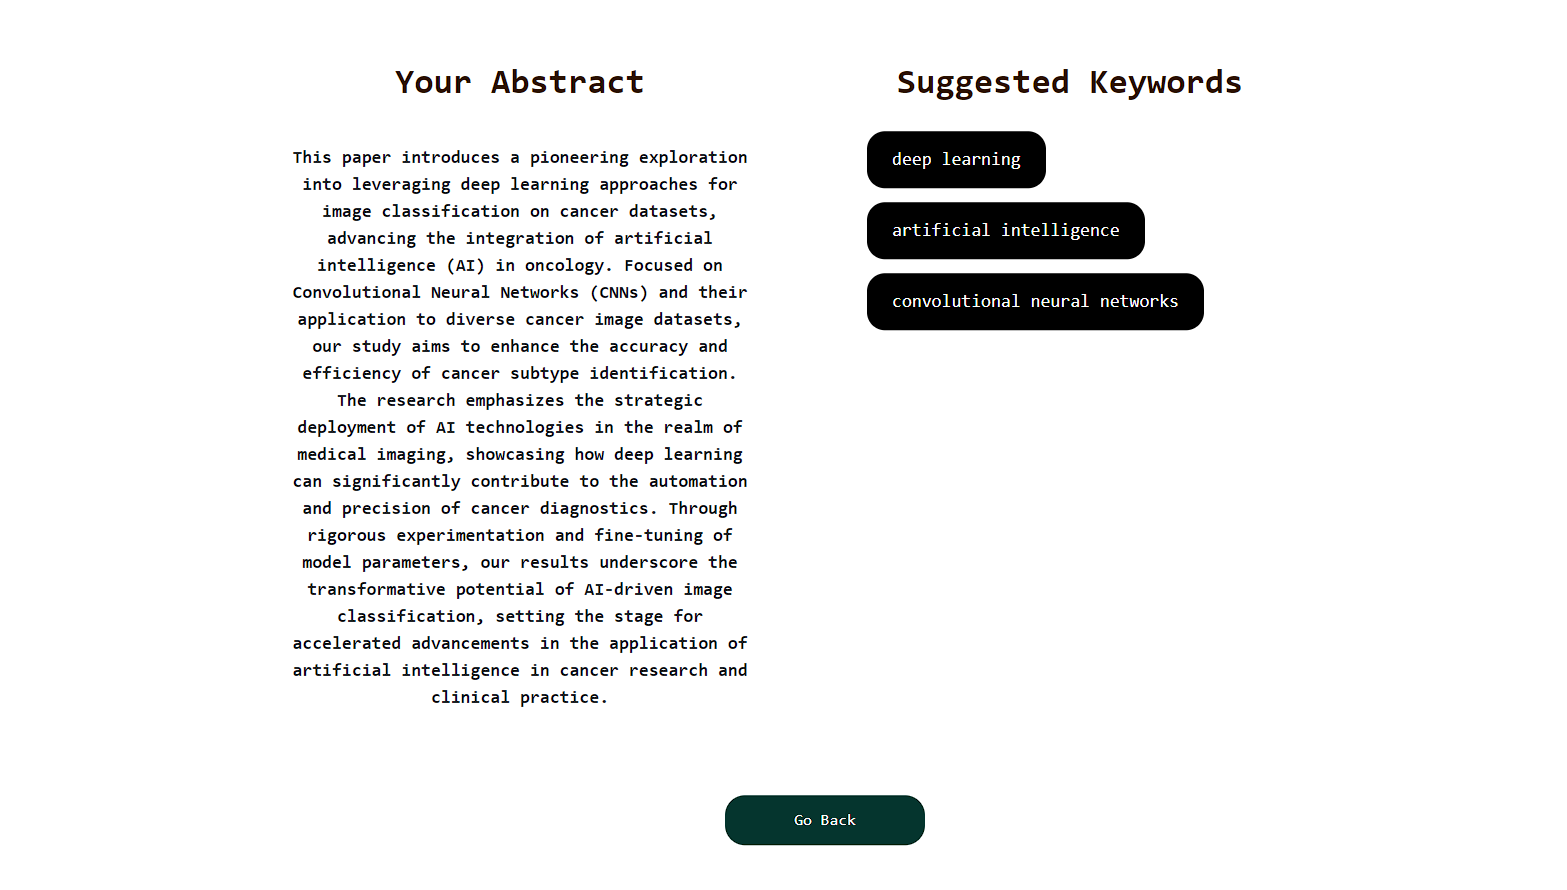 Your Abstract
This paper introduces a pioneering exploration
into leveraging deep learning approaches for
image classification on cancer datasets,
advancing the integration of artificial
intelligence (AI) in oncology. Focused on
Convolutional Neural Networks (CNNs) and their
application to diverse cancer image datasets,
our study aims to enhance the accuracy and
efficiency of cancer subtype identification.
The research emphasizes the strategic
deployment of AI technologies in the realm of
medical imaging, showcasing how deep learning
can significantly contribute to the automation
and precision of cancer diagnostics. Through
rigorous experimentation and fine-tuning of
model parameters, our results underscore the
transformative potential of AI-driven image
classification, setting the stage for
accelerated advancements in the application of
artificial intelligence in cancer research and
clinical practice.
Suggested Keywords
deep learning
artificial intelligence
convolutional neural networks
Go Back